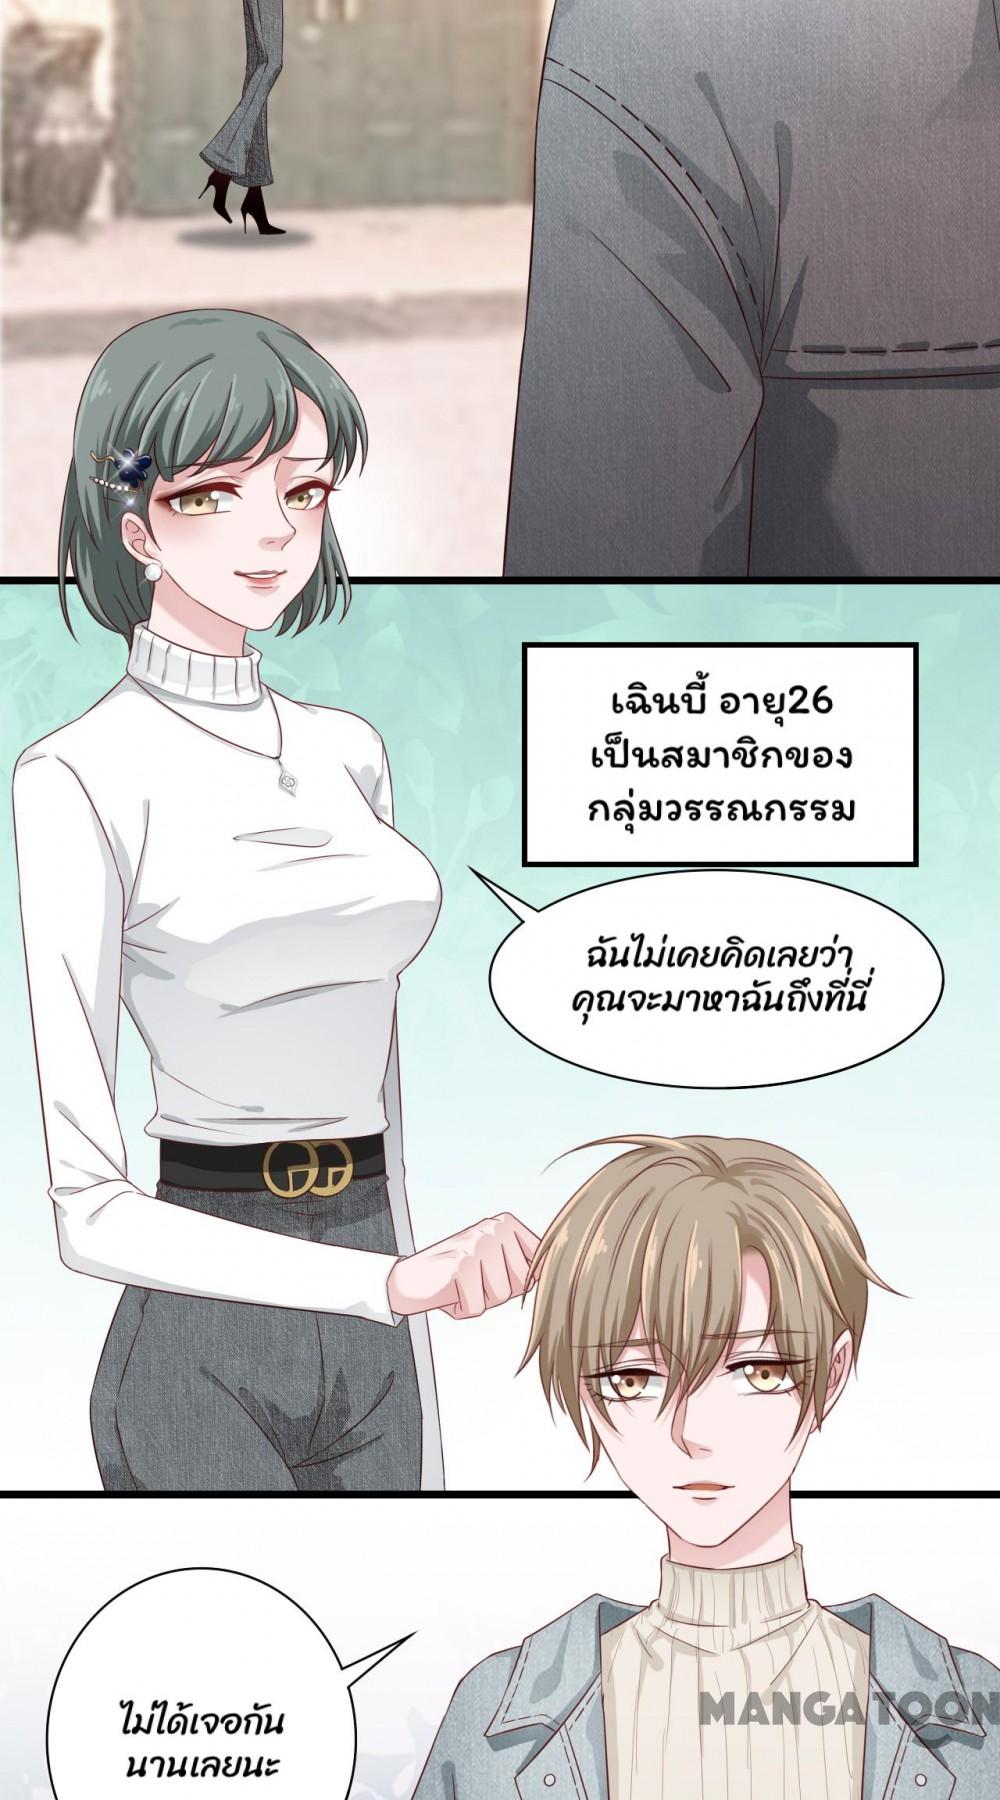 เฉินบี้ อายุ26
เป็นสมาชิกของ
กลุ่มวรรณกรรม
ฉันไม่เคยคิดเลยว่า
คุณจะมาหาฉันถึงที่นี่
MANGATOON
ไม่ได้เจอกัน
นานเลยนะ